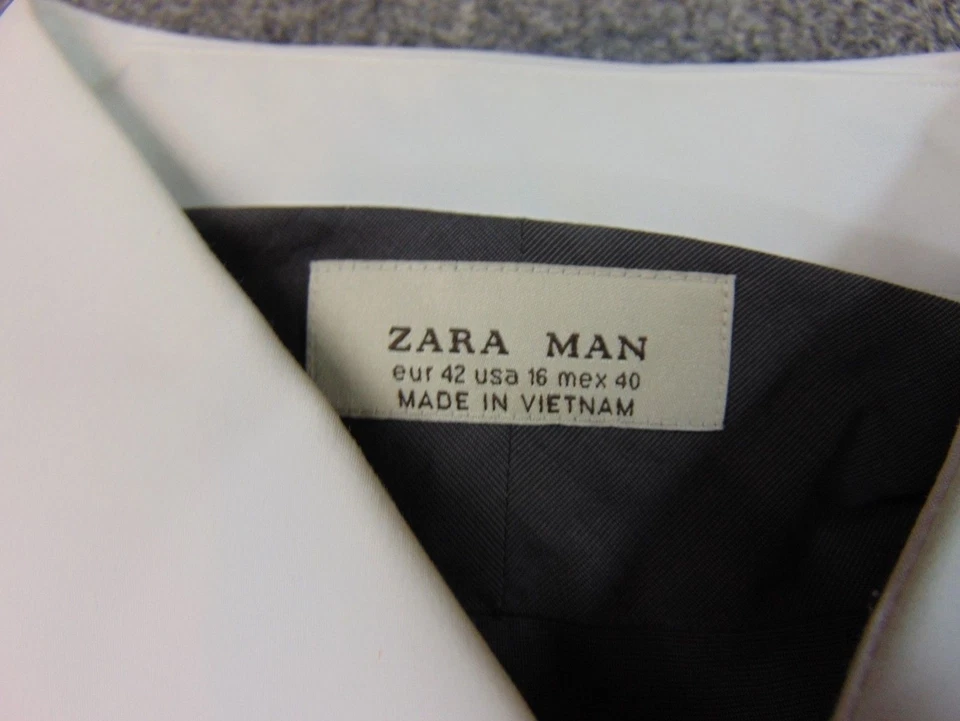 ZARA MAN
eur 42 usa 16 mex 40
MADE IN VIETNAM